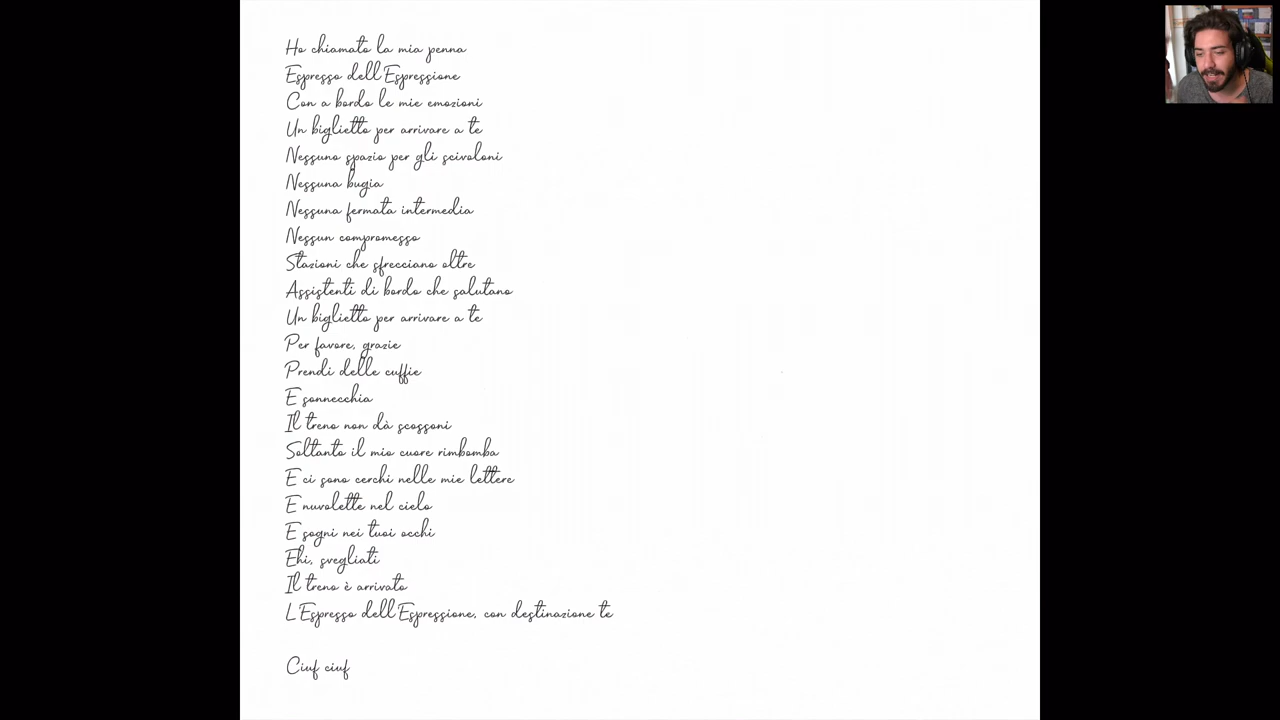 Ho chiamato la mia penna
Espresso dell'Espressione
Con a bordo le mie emozioni
Un biglietto per arrivare a te
Nessuno spazio per gli scivoloni
Nessuna bugia
Nessuna fermata intermedia
Nessun compromesso
Stazioni che sfrecciano oltre
Assistenti di bordo che salutano
Un biglietto per arrivare a te
Per favore, grazie
Prendi delle cuffie
E sonnecchia
Il treno non dà scossoni
Soltanto il mio cuore rimbomba
E ci sono cerchi nelle mie lettere
E nuvolette nel cielo
E sogni nei tuoi occhi
Ehi, svegliati
Il treno è arrivato
L'Espresso dell'Espressione, con destinazione te
Ciuf ciuf